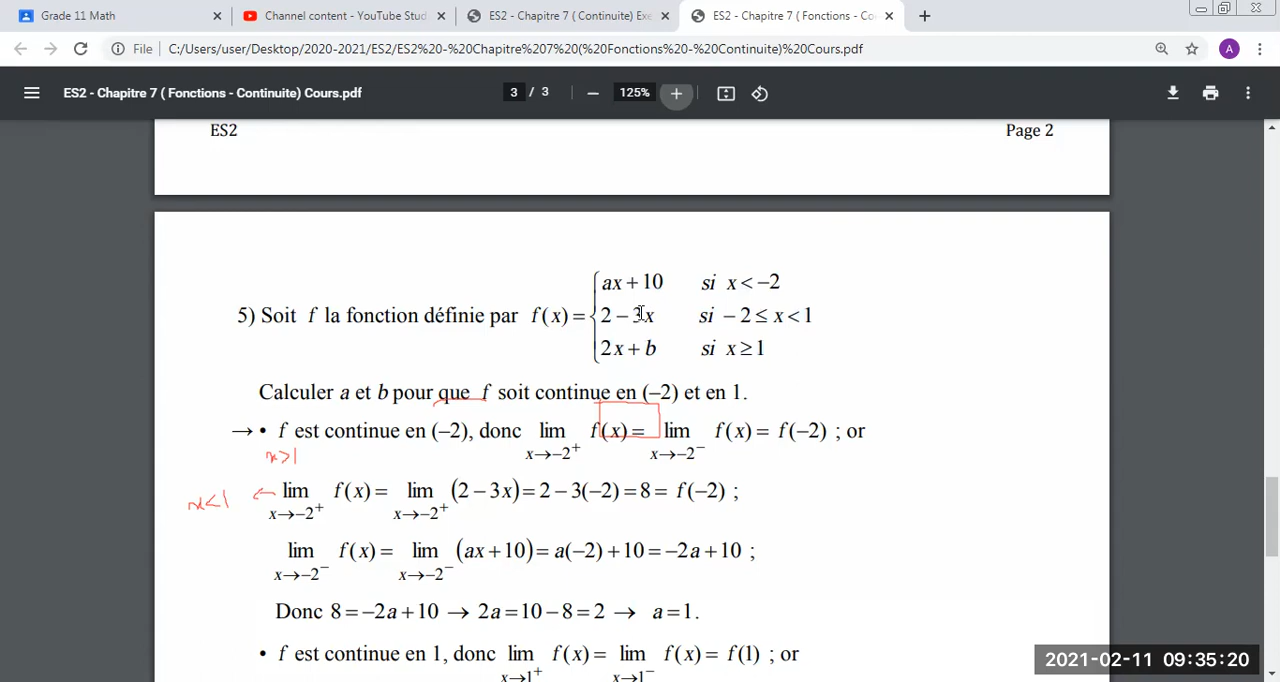 Grade 11 Math
Channel content - YouTube Stud
ES2 - Chapitre 7 ( Continuite) Exe
ES2 - Chapitre 7 ( Fonctions - Co
File C:/Users/user/Desktop/2020-2021/ES2/ES2%20-%20Chapitre%207%20(%20Fonctions%20-%20Continuite)%20Cours.pdf
A
ES2 - Chapitre 7 ( Fonctions - Continuite) Cours.pdf
3 / 3
125%
ES2 Page 2
ax + 10 si x < −2
5) Soit f la fonction définie par f(x) = { 2 − 3x si − 2 ≤ x < 1
2x + b si x ≥ 1
Calculer a et b pour que f soit continue en (−2) et en 1.
→ • f est continue en (−2), donc lim x→−2⁺ f(x) = lim x→−2⁻ f(x) = f(−2) ; or
x>1
x<1 ← lim x→−2⁺ f(x) = lim x→−2⁺ (2 − 3x) = 2 − 3(−2) = 8 = f(−2) ;
lim x→−2⁻ f(x) = lim x→−2⁻ (ax + 10) = a(−2) + 10 = −2a + 10 ;
Donc 8 = −2a + 10 → 2a = 10 − 8 = 2 → a = 1.
• f est continue en 1, donc lim x→1⁺ f(x) = lim x→1⁻ f(x) = f(1) ; or
2021-02-11 09:35:20